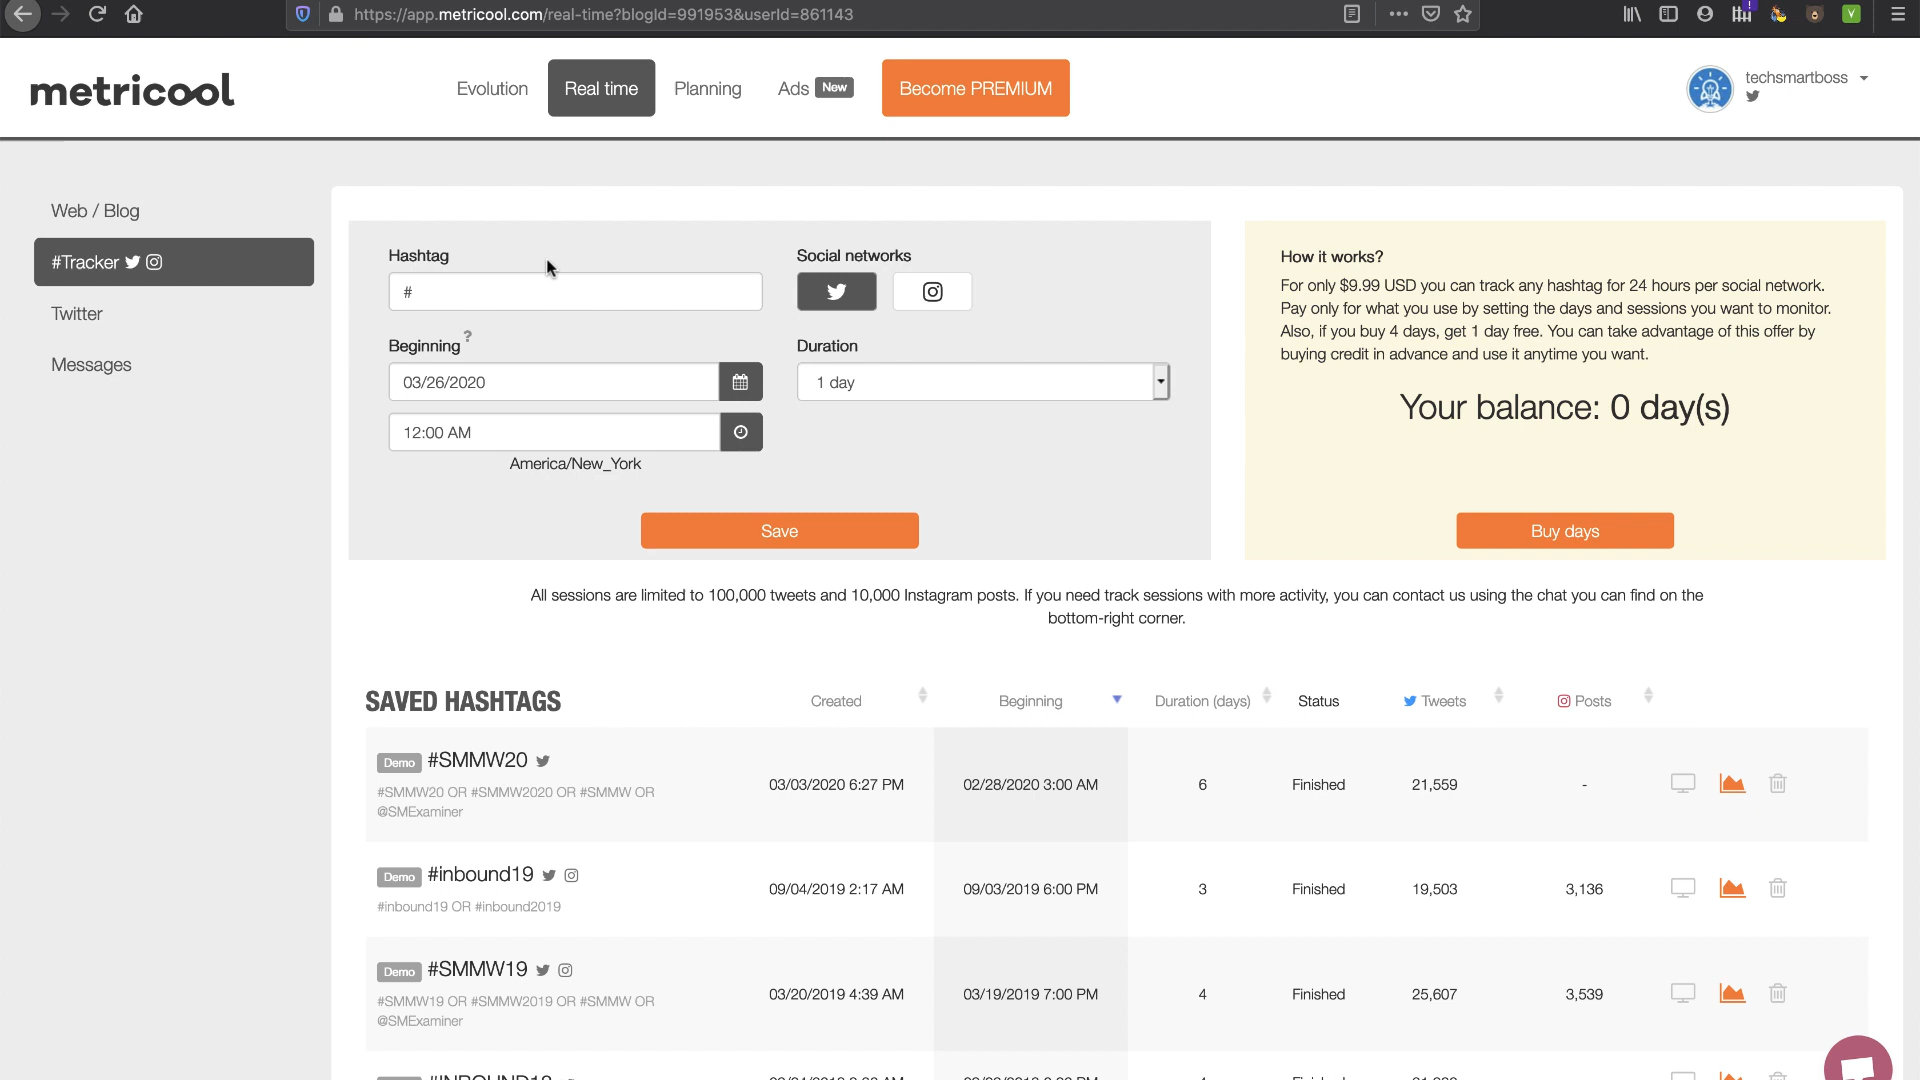 https://app.metricool.com/real-time?blogId=991953&userId=861143
metricool
Evolution
Real time
Planning
Ads New
Become PREMIUM
techsmartboss
Web / Blog
#Tracker
Twitter
Messages
Hashtag
#
Social networks
Beginning ?
03/26/2020
12:00 AM
America/New_York
Duration
1 day
Save
How it works?
For only $9.99 USD you can track any hashtag for 24 hours per social network.
Pay only for what you use by setting the days and sessions you want to monitor.
Also, if you buy 4 days, get 1 day free. You can take advantage of this offer by
buying credit in advance and use it anytime you want.
Your balance: 0 day(s)
Buy days
All sessions are limited to 100,000 tweets and 10,000 Instagram posts. If you need track sessions with more activity, you can contact us using the chat you can find on the
bottom-right corner.
SAVED HASHTAGS Created Beginning Duration (days) Status Tweets Posts
Demo #SMMW20
#SMMW20 OR #SMMW2020 OR #SMMW OR
@SMExaminer
03/03/2020 6:27 PM 02/28/2020 3:00 AM 6 Finished 21,559 -
Demo #inbound19
#inbound19 OR #inbound2019
09/04/2019 2:17 AM 09/03/2019 6:00 PM 3 Finished 19,503 3,136
Demo #SMMW19
#SMMW19 OR #SMMW2019 OR #SMMW OR
@SMExaminer
03/20/2019 4:39 AM 03/19/2019 7:00 PM 4 Finished 25,607 3,539